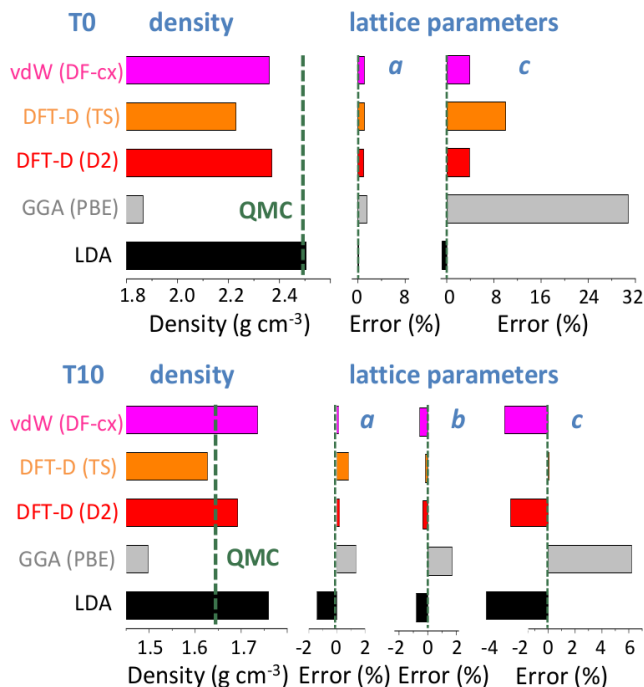 T0 density lattice parameters
vdW (DF-cx) a c
DFT-D (TS)
DFT-D (D2)
GGA (PBE) QMC
LDA
1.8 2.0 2.2 2.4 0 8 0 8 16 24 32
Density (g cm-3) Error (%) Error (%)
T10 density lattice parameters
vdW (DF-cx) a b c
DFT-D (TS)
DFT-D (D2)
GGA (PBE) QMC
LDA
1.5 1.6 1.7 -2 0 2 -2 0 2 -4 -2 0 2 4 6
Density (g cm-3) Error (%) Error (%) Error (%)